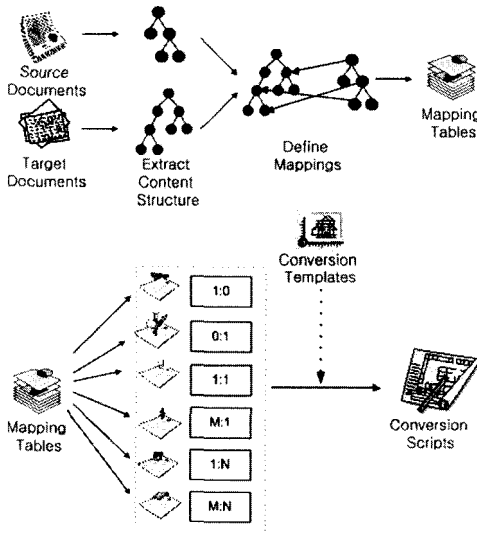 Source
Documents
Target
Documents
Extract
Content
Structure
Define
Mappings
Mapping
Tables
Conversion
Templates
Mapping
Tables
1:0
0:1
1:1
M:1
1:N
M:N
Conversion
Scripts